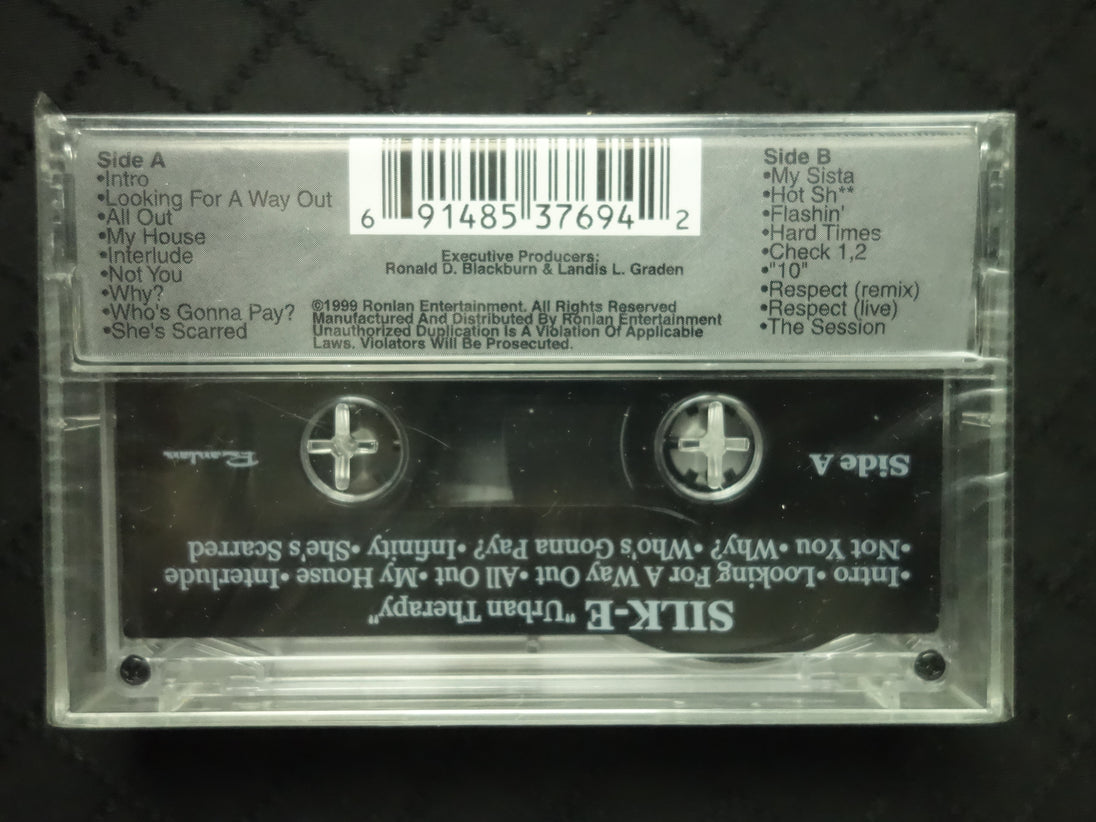 Side A
•Intro
•Looking For A Way Out
•All Out
•My House
•Interlude
•Not You
•Why?
•Who's Gonna Pay?
•She's Scarred
6 91485 37694 2
Executive Producers:
Ronald D. Blackburn & Landis L. Graden
©1999 Ronlan Entertainment. All Rights Reserved
Manufactured And Distributed By Ronlan Entertainment
Unauthorized Duplication Is A Violation Of Applicable
Laws. Violators Will Be Prosecuted.
Side B
•My Sista
•Hot Sh**
•Flashin'
•Hard Times
•Check 1,2
•"10"
•Respect (remix)
•Respect (live)
•The Session
SILK-E "Urban Therapy"
•Intro •Looking For A Way Out •All Out •My House •Interlude
•Not You •Why? •Who's Gonna Pay? •Infinity •She's Scarred
Side A
Ronlan